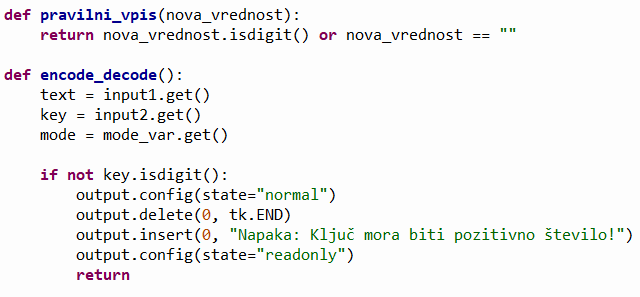 def pravilni_vpis(nova_vrednost):
    return nova_vrednost.isdigit() or nova_vrednost == ""

def encode_decode():
    text = input1.get()
    key = input2.get()
    mode = mode_var.get()

    if not key.isdigit():
        output.config(state="normal")
        output.delete(0, tk.END)
        output.insert(0, "Napaka: Ključ mora biti pozitivno število!")
        output.config(state="readonly")
        return